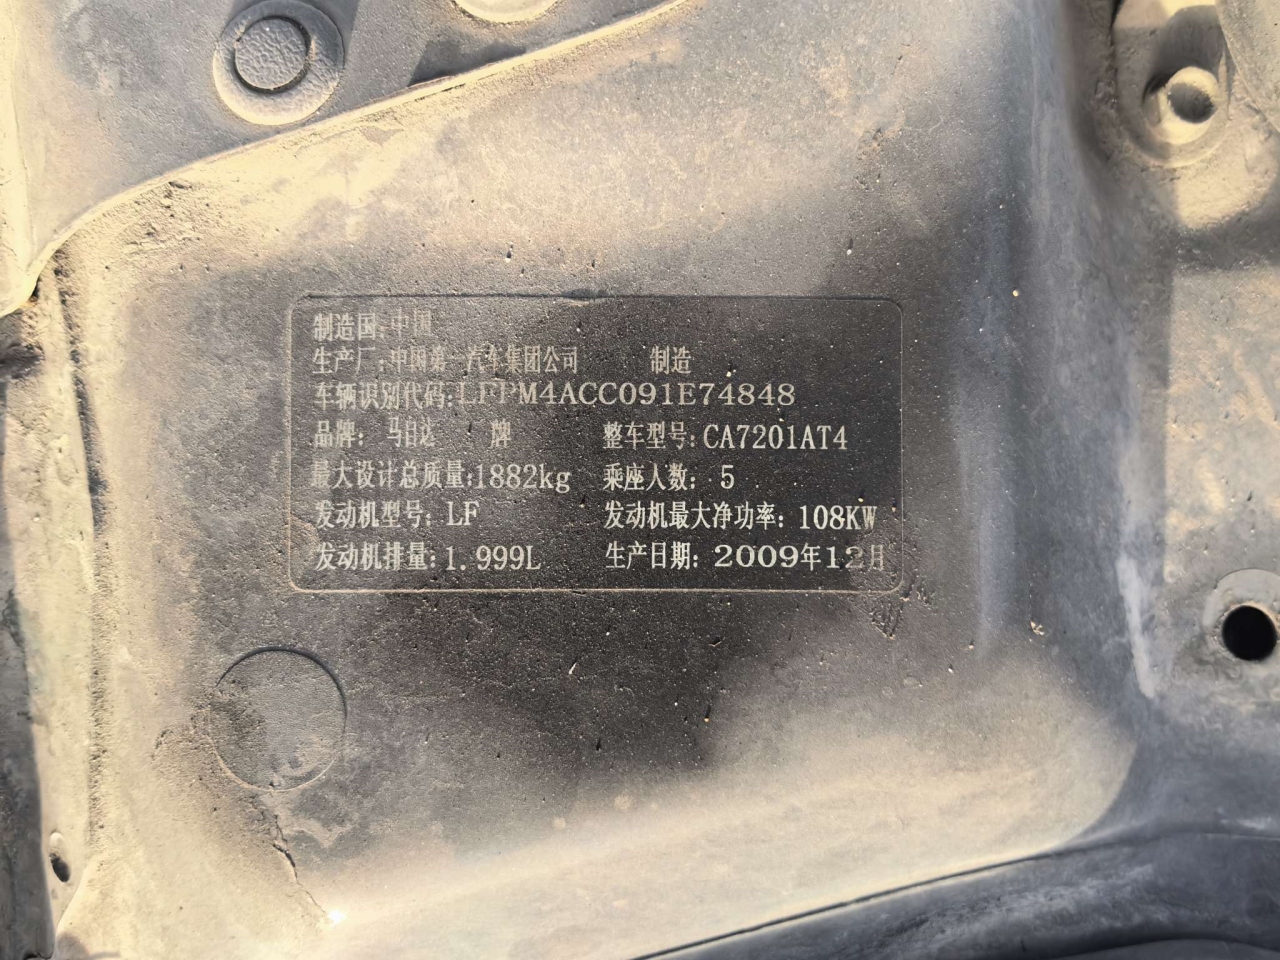 制造国:中国
生产厂:中国第一汽车集团公司 制造
车辆识别代码:LFPM4ACC091E74848
品牌: 马自达 牌 整车型号:CA7201AT4
最大设计总质量:1882kg 乘座人数: 5
发动机型号: LF 发动机最大净功率: 108KW
发动机排量: 1.999L 生产日期: 2009年12月